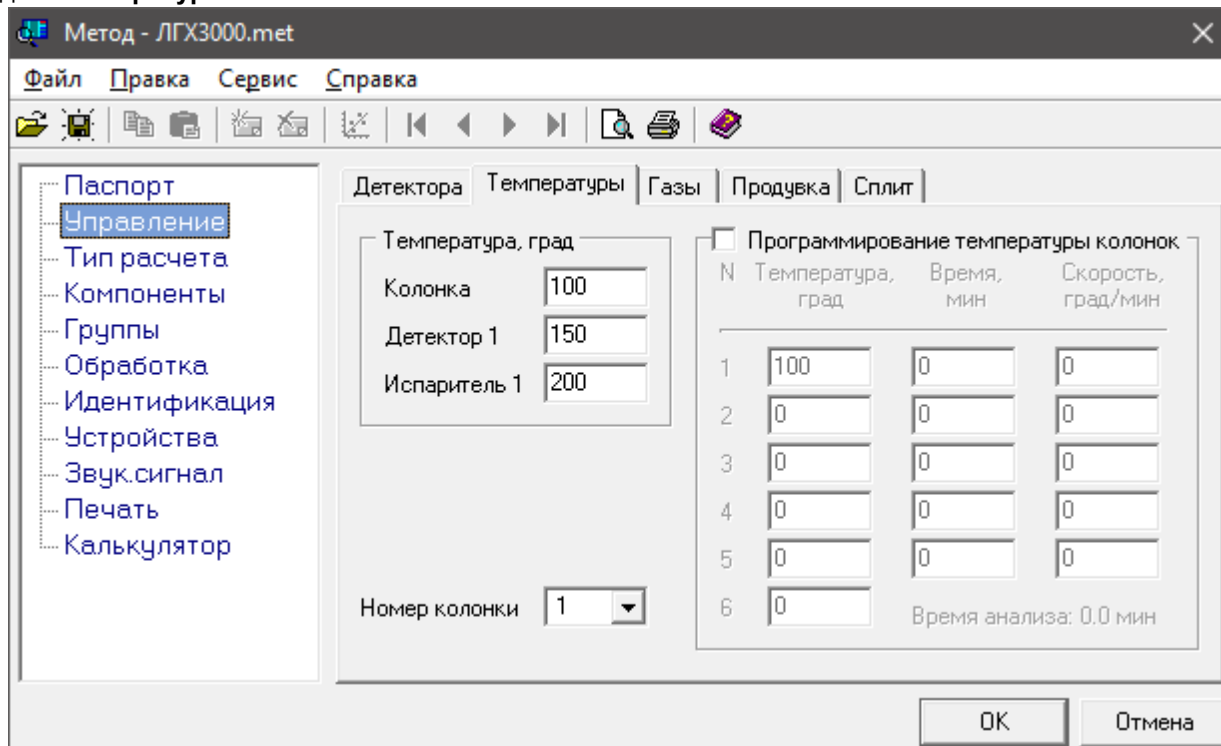 Метод - ЛГХ3000.met
Файл Правка Сервис Справка
Паспорт
Управление
Тип расчета
Компоненты
Группы
Обработка
Идентификация
Устройства
Звук.сигнал
Печать
Калькулятор
Детектора Температуры Газы Продувка Сплит
Температура, град
Колонка 100
Детектор 1 150
Испаритель 1 200
Номер колонки 1
Программирование температуры колонок
N Температура, град Время, мин Скорость, град/мин
1 100 0 0
2 0 0 0
3 0 0 0
4 0 0 0
5 0 0 0
6 0 Время анализа: 0.0 мин
OK Отмена